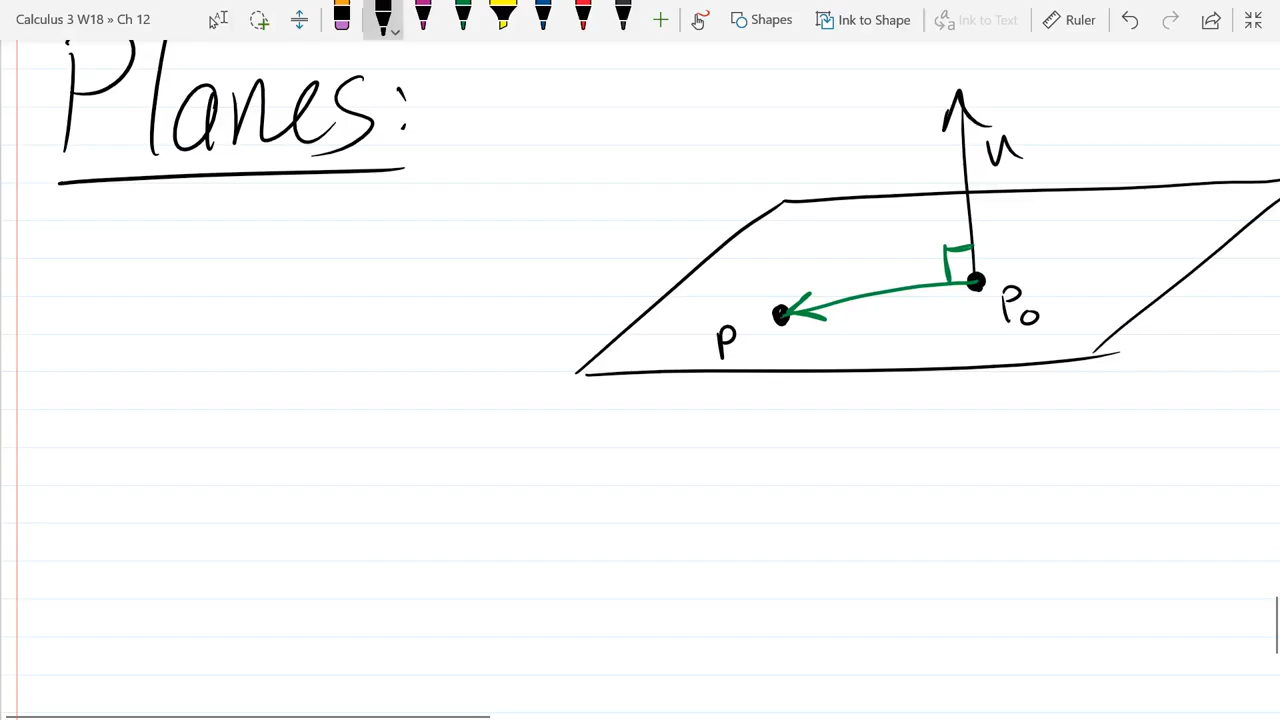 Calculus 3 W18 » Ch 12
Shapes
Ink to Shape
Ink to Text
Ruler
Planes:
n
P₀
P